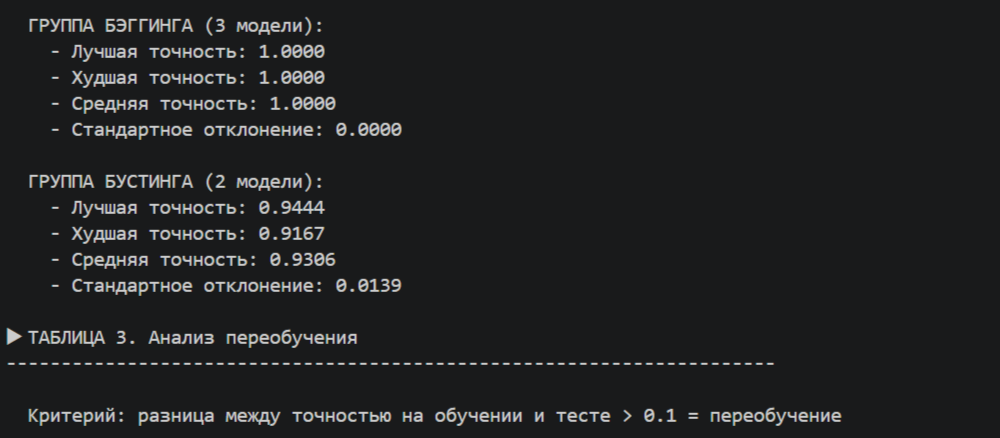 ГРУППА БЭГГИНГА (3 модели):
- Лучшая точность: 1.0000
- Худшая точность: 1.0000
- Средняя точность: 1.0000
- Стандартное отклонение: 0.0000
ГРУППА БУСТИНГА (2 модели):
- Лучшая точность: 0.9444
- Худшая точность: 0.9167
- Средняя точность: 0.9306
- Стандартное отклонение: 0.0139
▶ ТАБЛИЦА 3. Анализ переобучения
----------------------------------------------------------------------
Критерий: разница между точностью на обучении и тесте > 0.1 = переобучение